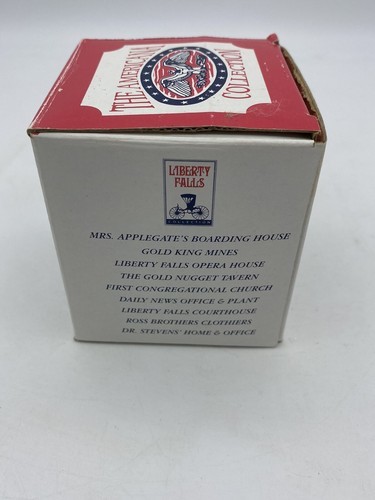 THE AMERICANA
COLLECTION
LIBERTY
FALLS
COLLECTION
MRS. APPLEGATE'S BOARDING HOUSE
GOLD KING MINES
LIBERTY FALLS OPERA HOUSE
THE GOLD NUGGET TAVERN
FIRST CONGREGATIONAL CHURCH
DAILY NEWS OFFICE & PLANT
LIBERTY FALLS COURTHOUSE
ROSS BROTHERS CLOTHIERS
DR. STEVENS' HOME & OFFICE